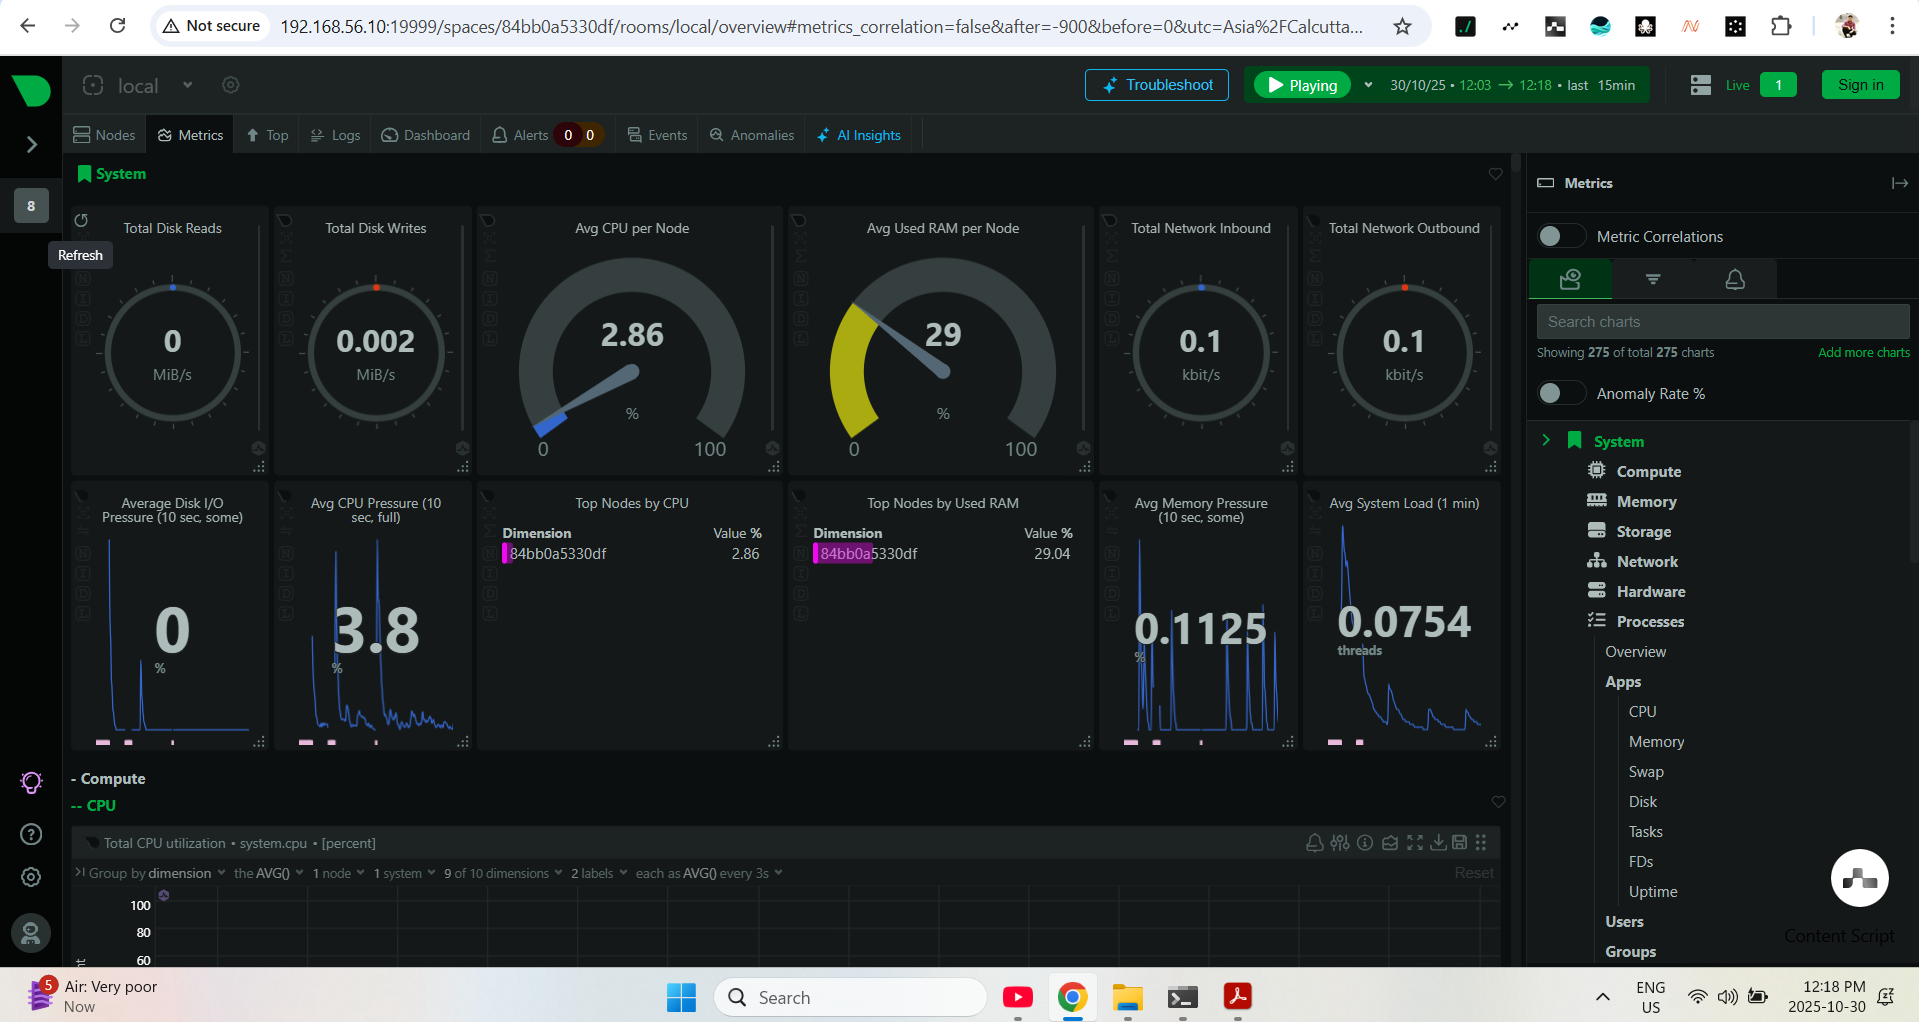 Not secure
192.168.56.10:19999/spaces/84bb0a5330df/rooms/local/overview#metrics_correlation=false&after=-900&before=0&utc=Asia%2FCalcutta...
local
Troubleshoot
Playing
30/10/25 • 12:03 → 12:18 • last 15min
Live
1
Sign in
Nodes
Metrics
Top
Logs
Dashboard
Alerts
0
0
Events
Anomalies
AI Insights
8
Refresh
System
Total Disk Reads
0
MiB/s
Total Disk Writes
0.002
MiB/s
Avg CPU per Node
2.86
%
0
100
Avg Used RAM per Node
29
%
0
100
Total Network Inbound
0.1
kbit/s
Total Network Outbound
0.1
kbit/s
Average Disk I/O
Pressure (10 sec, some)
0
%
Avg CPU Pressure (10
sec, full)
3.8
%
Top Nodes by CPU
Dimension Value %
84bb0a5330df 2.86
Top Nodes by Used RAM
Dimension Value %
84bb0a5330df 29.04
Avg Memory Pressure
(10 sec, some)
0.1125
%
Avg System Load (1 min)
0.0754
threads
- Compute
-- CPU
Total CPU utilization • system.cpu • [percent]
Group by dimension the AVG() 1 node 1 system 9 of 10 dimensions 2 labels each as AVG() every 3s
Reset
100
80
60
Metrics
Metric Correlations
Search charts
Showing 275 of total 275 charts
Add more charts
Anomaly Rate %
System
Compute
Memory
Storage
Network
Hardware
Processes
Overview
Apps
CPU
Memory
Swap
Disk
Tasks
FDs
Uptime
Users
Groups
Content Script
5
Air: Very poor
Now
Search
ENG
US
12:18 PM
2025-10-30